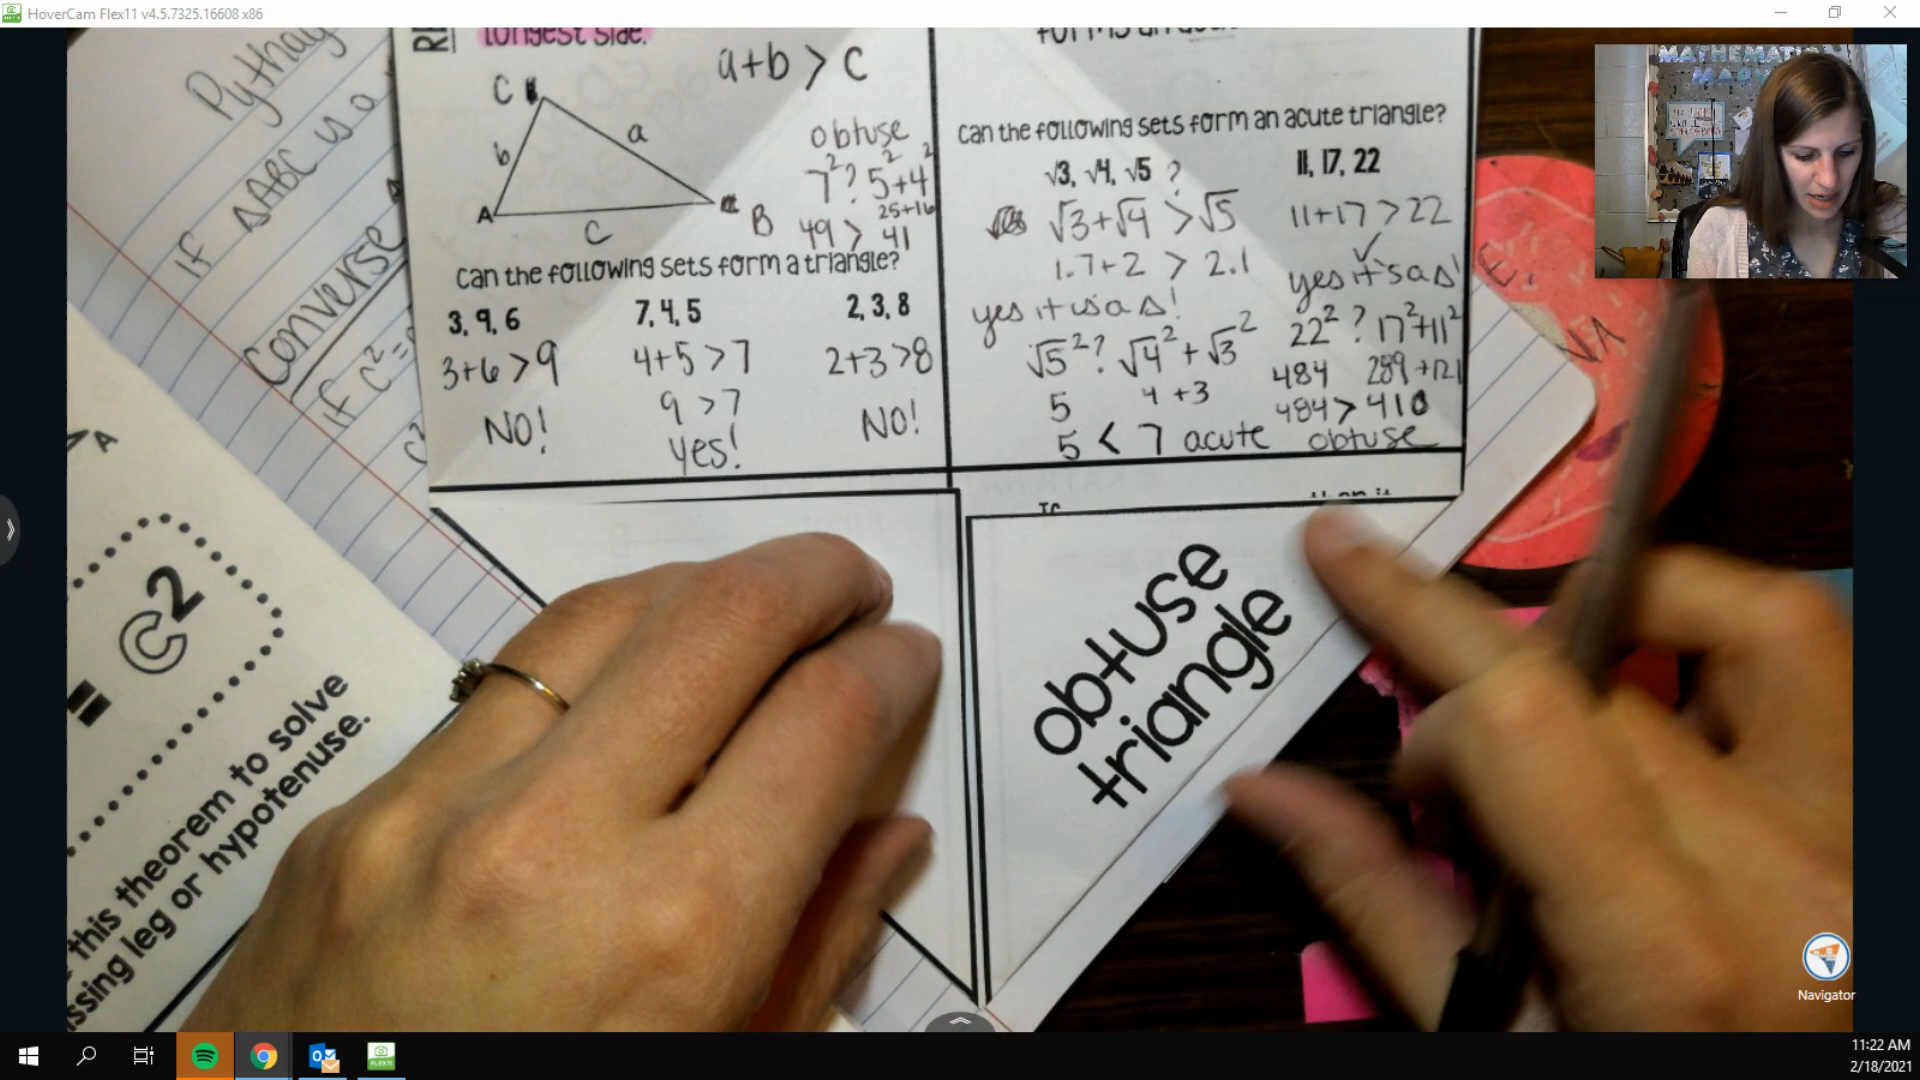 HoverCam Flex11 v4.5.7325.16608 x86
longest side.
a+b > c
C
b
a
A
B
c
obtuse
7² ? 5²+4²
25+16
49 > 41
Can the following sets form a triangle?
3, 9, 6
7, 4, 5
2, 3, 8
3+6 > 9
4+5 > 7
2+3 > 8
NO!
9 > 7
yes!
NO!
Can the following sets form an acute triangle?
√3, √4, √5 ?
11, 17, 22
√3+√4 > √5
11+17 > 22
✓
1.7+2 > 2.1
yes it is a Δ!
yes it's a Δ!
√5² ? √4² + √3²
22² ? 17²+11²
5
4 +3
484
289+121
484 > 410
5 < 7 acute
obtuse
If
then it
obtuse
triangle
If ΔABC is a
Converse
If c² =
c²
A
= c²
this theorem to solve
ssing leg or hypotenuse.
E.
NA
Navigator
11:22 AM
2/18/2021